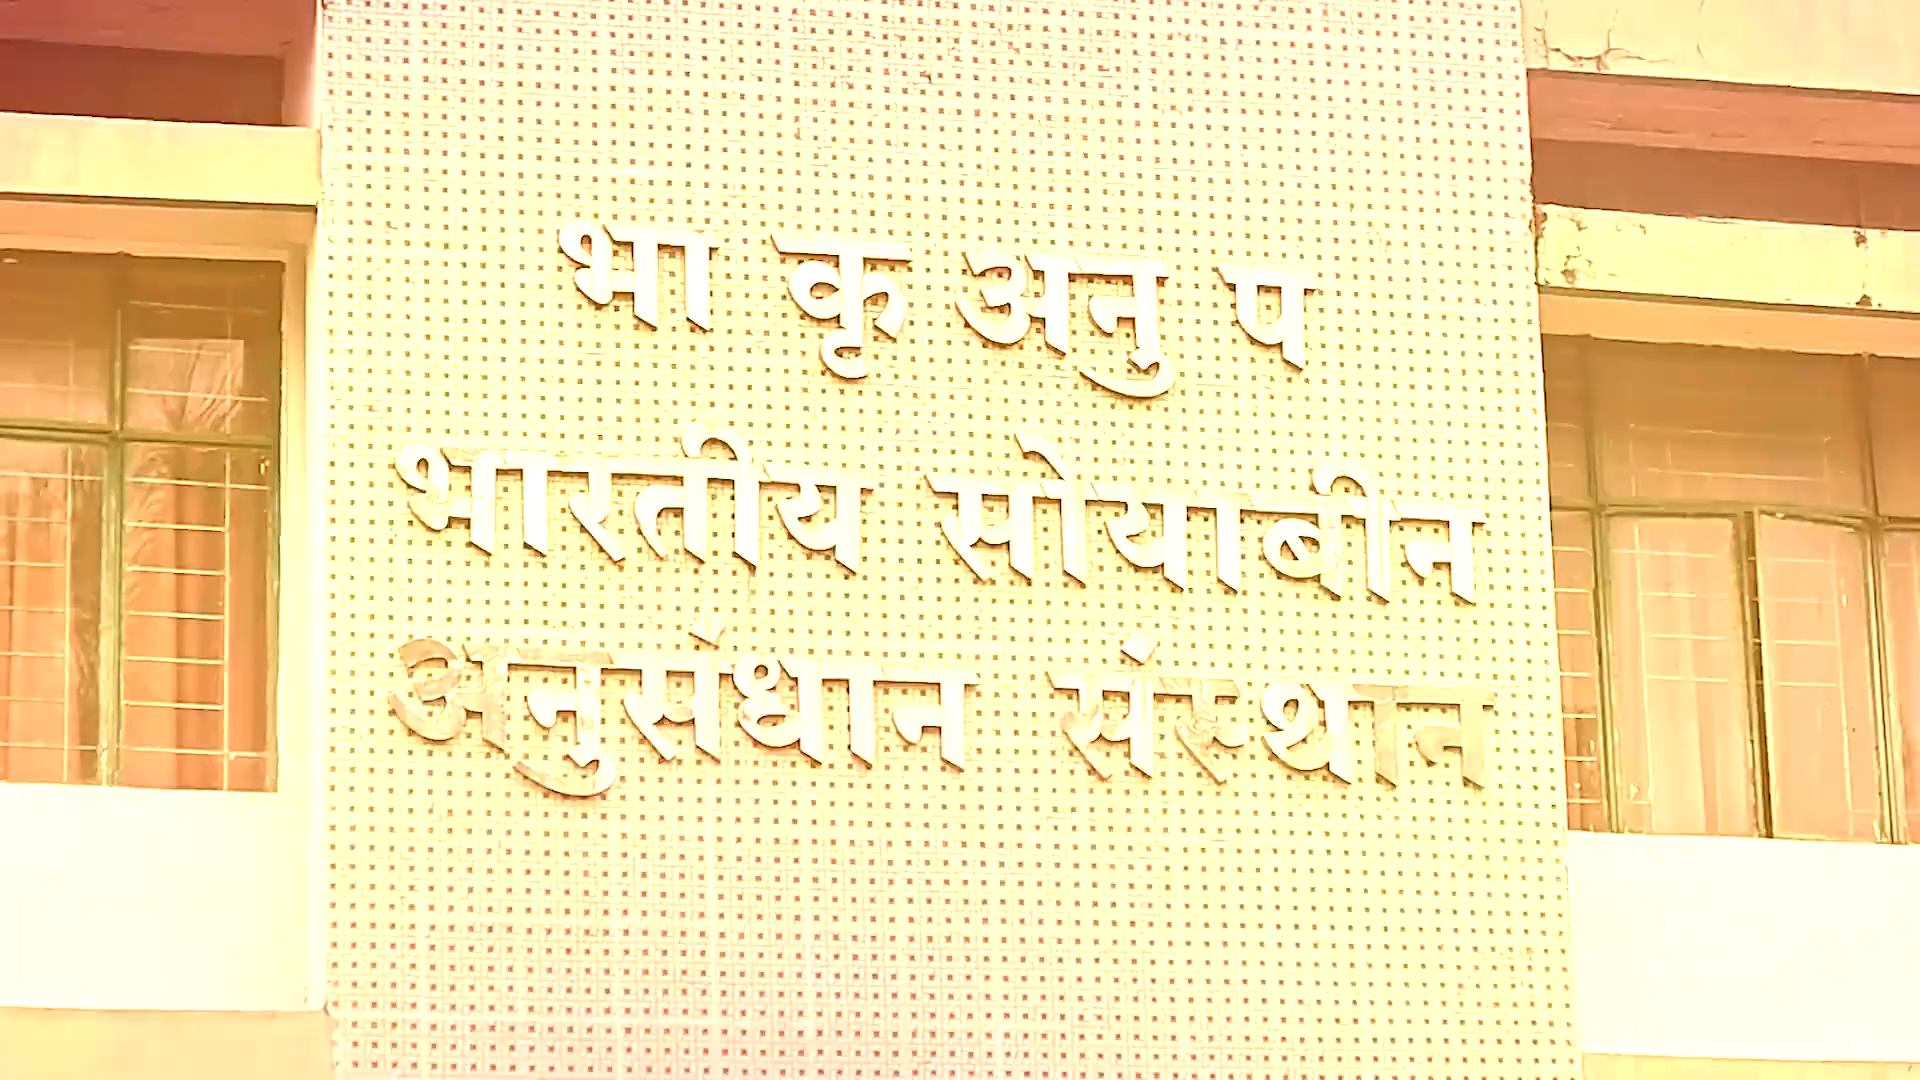 भा कृ अनु प
भारतीय सोयाबीन
अनुसंधान संस्थान